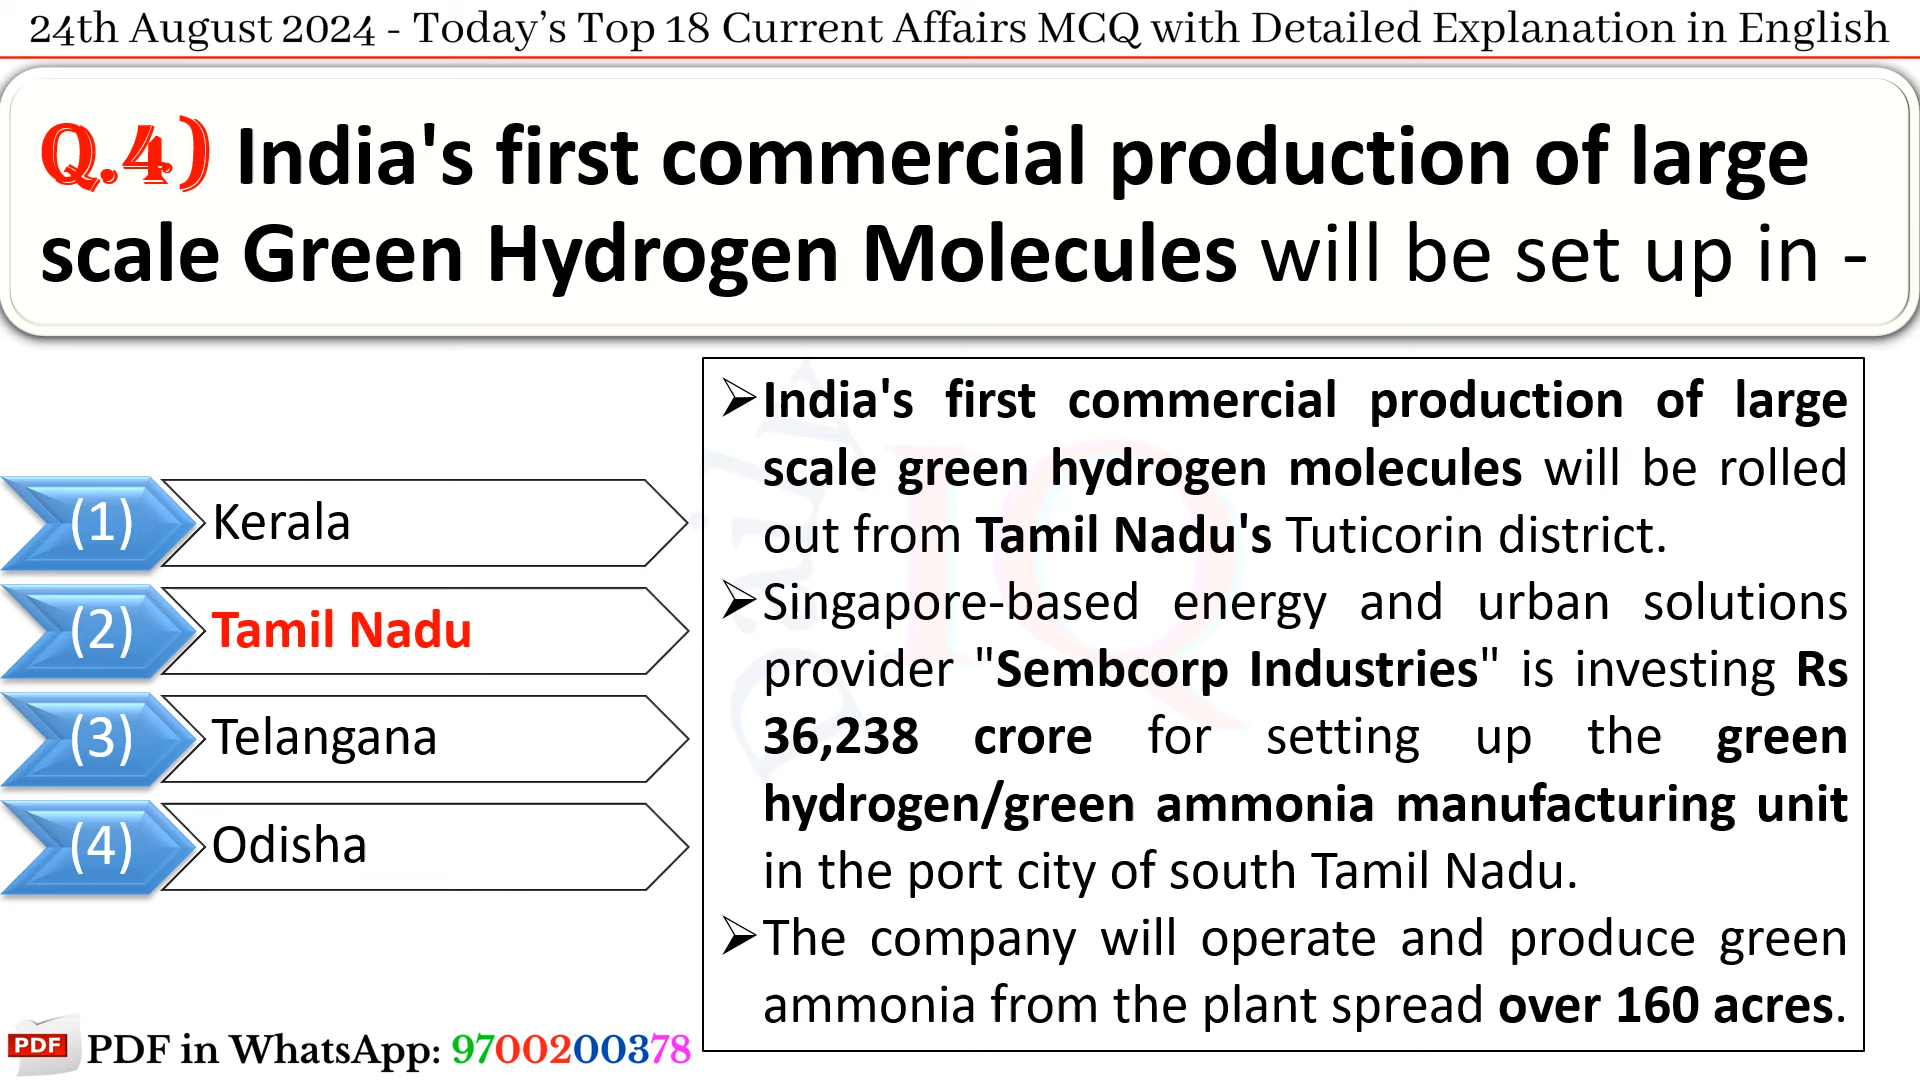 24th August 2024 - Today’s Top 18 Current Affairs MCQ with Detailed Explanation in English
Q.4) India's first commercial production of large
scale Green Hydrogen Molecules will be set up in -
(1) Kerala
(2) Tamil Nadu
(3) Telangana
(4) Odisha
➢India's first commercial production of large
scale green hydrogen molecules will be rolled
out from Tamil Nadu's Tuticorin district.
➢Singapore-based energy and urban solutions
provider "Sembcorp Industries" is investing Rs
36,238 crore for setting up the green
hydrogen/green ammonia manufacturing unit
in the port city of south Tamil Nadu.
➢The company will operate and produce green
ammonia from the plant spread over 160 acres.
Daily
IQ
PDF
PDF in WhatsApp: 9700200378